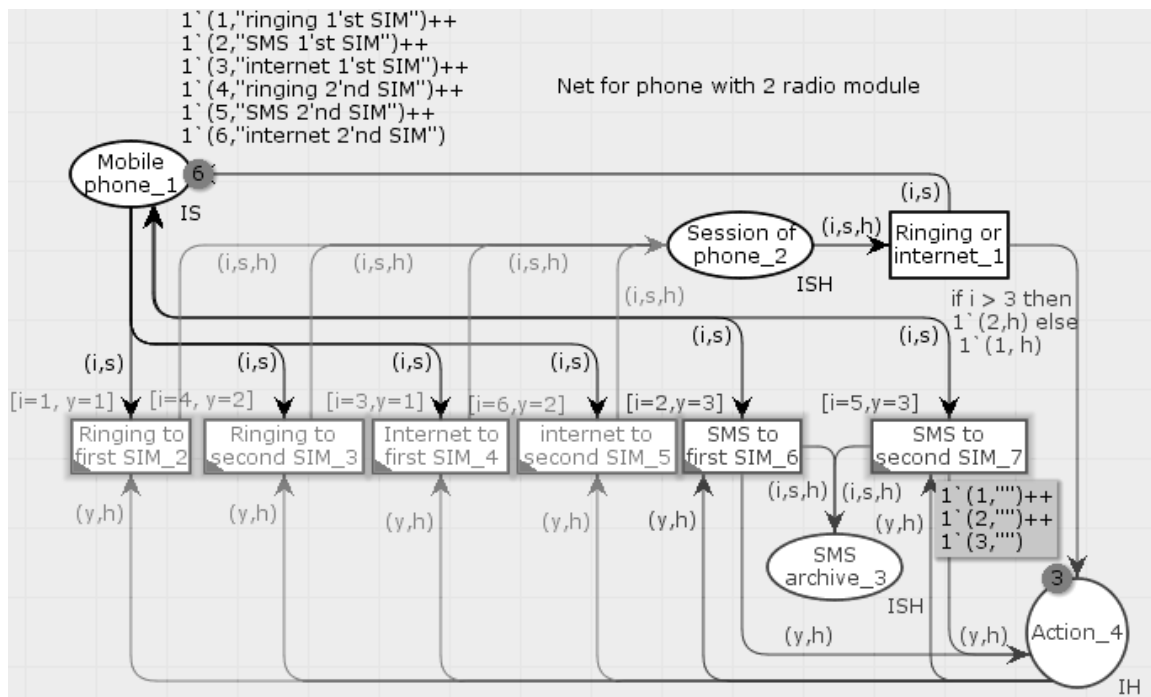 1`(1,"ringing 1'st SIM")++
1`(2,"SMS 1'st SIM")++
1`(3,"internet 1'st SIM")++
1`(4,"ringing 2'nd SIM")++
1`(5,"SMS 2'nd SIM")++
1`(6,"internet 2'nd SIM")
Net for phone with 2 radio module
Mobile
phone_1
6
IS
(i,s)
Session of
phone_2
ISH
(i,s,h)
Ringing or
internet_1
(i,s,h)
(i,s,h)
(i,s,h)
(i,s,h)
if i > 3 then
1`(2,h) else
1`(1, h)
(i,s)
(i,s)
(i,s)
(i,s)
(i,s)
(i,s)
[i=1, y=1]
[i=4, y=2]
[i=3,y=1]
[i=6,y=2]
[i=2,y=3]
[i=5,y=3]
Ringing to
first SIM_2
Ringing to
second SIM_3
Internet to
first SIM_4
internet to
second SIM_5
SMS to
first SIM_6
SMS to
second SIM_7
(i,s,h)
(i,s,h)
(y,h)
(y,h)
(y,h)
(y,h)
(y,h)
(y,h)
1`(1,"")++
1`(2,"")++
1`(3,"")
SMS
archive_3
ISH
3
Action_4
IH
(y,h)
(y,h)